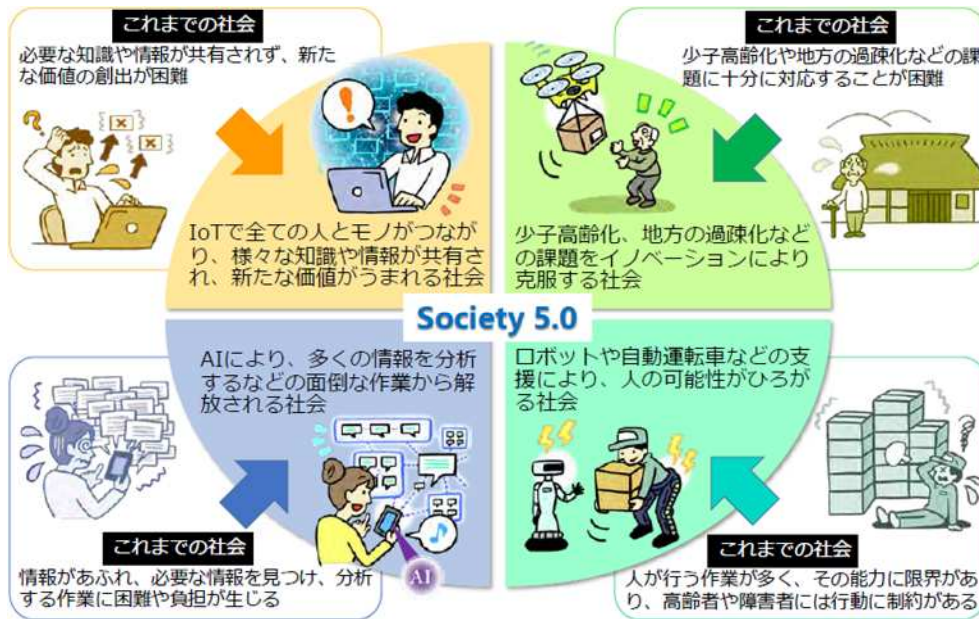 これまでの社会
必要な知識や情報が共有されず、新た
な価値の創出が困難
IoTで全ての人とモノがつなが
り、様々な知識や情報が共有さ
れ、新たな価値がうまれる社会
これまでの社会
少子高齢化や地方の過疎化などの課
題に十分に対応することが困難
少子高齢化、地方の過疎化など
の課題をイノベーションにより
克服する社会
Society 5.0
AIにより、多くの情報を分析
するなどの面倒な作業から解
放される社会
AI
これまでの社会
情報があふれ、必要な情報を見つけ、分析
する作業に困難や負担が生じる
ロボットや自動運転車などの支
援により、人の可能性がひろが
る社会
これまでの社会
人が行う作業が多く、その能力に限界があ
り、高齢者や障害者には行動に制約がある